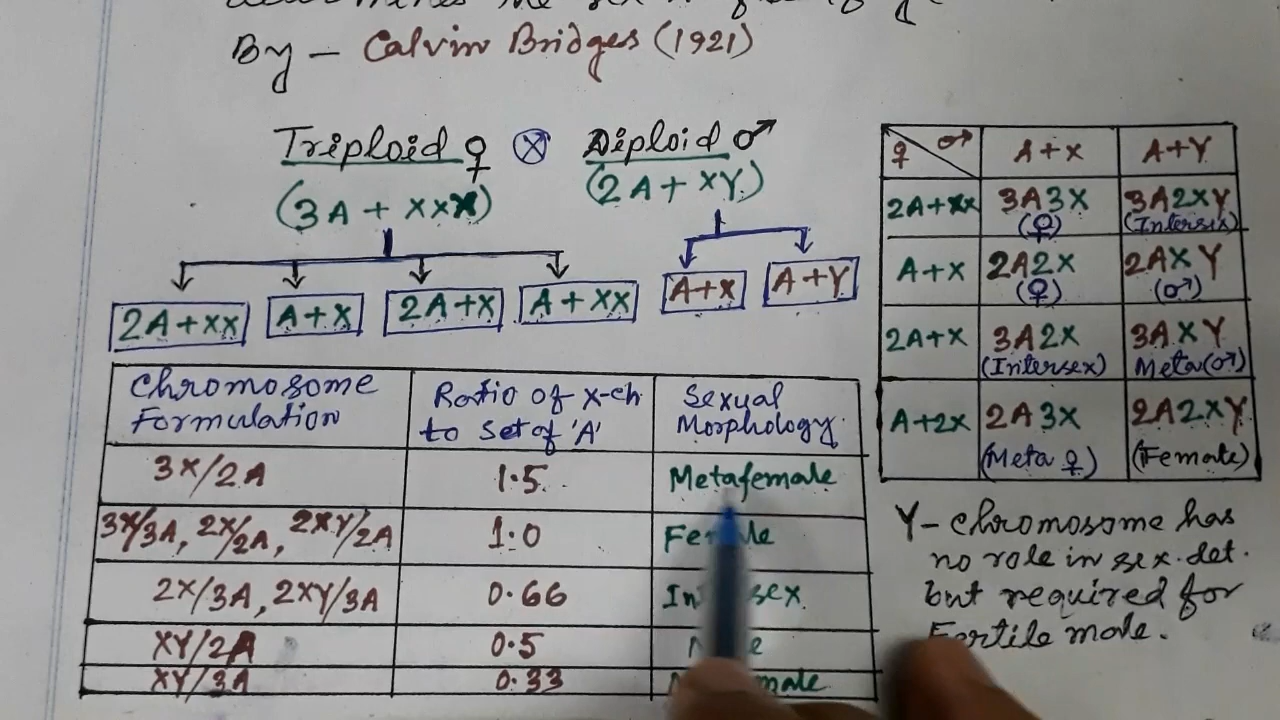 By – Calvin Bridges (1921)
Triploid ♀ ⊗ Diploid ♂
(3A + XXX) (2A + XY)
2A+XX A+X 2A+X A+XX A+X A+Y
♀ ♂ A+X A+Y
2A+XX 3A3X (♀) 3A2XY (Intersex)
A+X 2A2X (♀) 2AXY (♂)
2A+X 3A2X (Intersex) 3AXY Meta(♂)
A+2X 2A3X (Meta ♀) 2A2XY (Female)
Chromosome Formulation
Ratio of X-ch to Set of 'A'
Sexual Morphology
3X/2A 1.5 Metafemale
3X/3A, 2X/2A, 2XY/2A 1.0
2X/3A, 2XY/3A 0.66
XY/2A 0.5
XY/3A 0.33
Y – Chromosome has
no role in sex. det.
but required for
Fertile male.